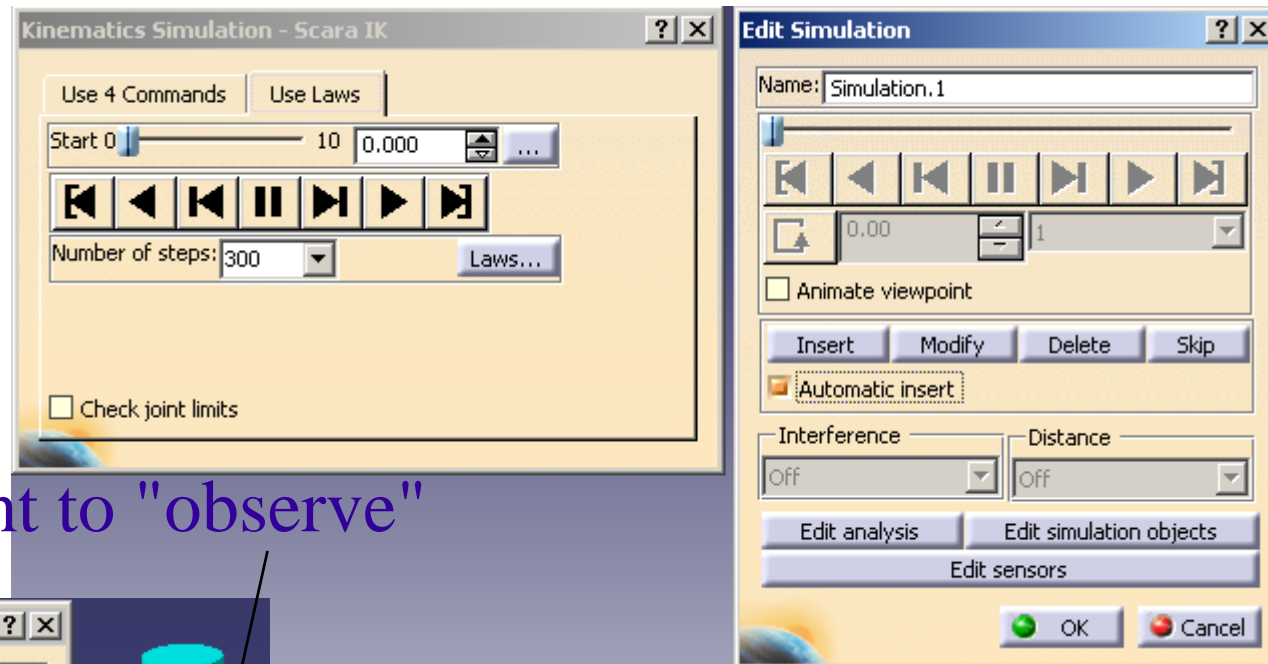 Kinematics Simulation - Scara IK
Use 4 Commands Use Laws
Start 0 10 0.000 ...
Number of steps: 300 Laws...
Check joint limits
Edit Simulation
Name: Simulation.1
0.00 1
Animate viewpoint
Insert Modify Delete Skip
Automatic insert
Interference Distance
Off Off
Edit analysis Edit simulation objects
Edit sensors
OK Cancel
nt to "observe"